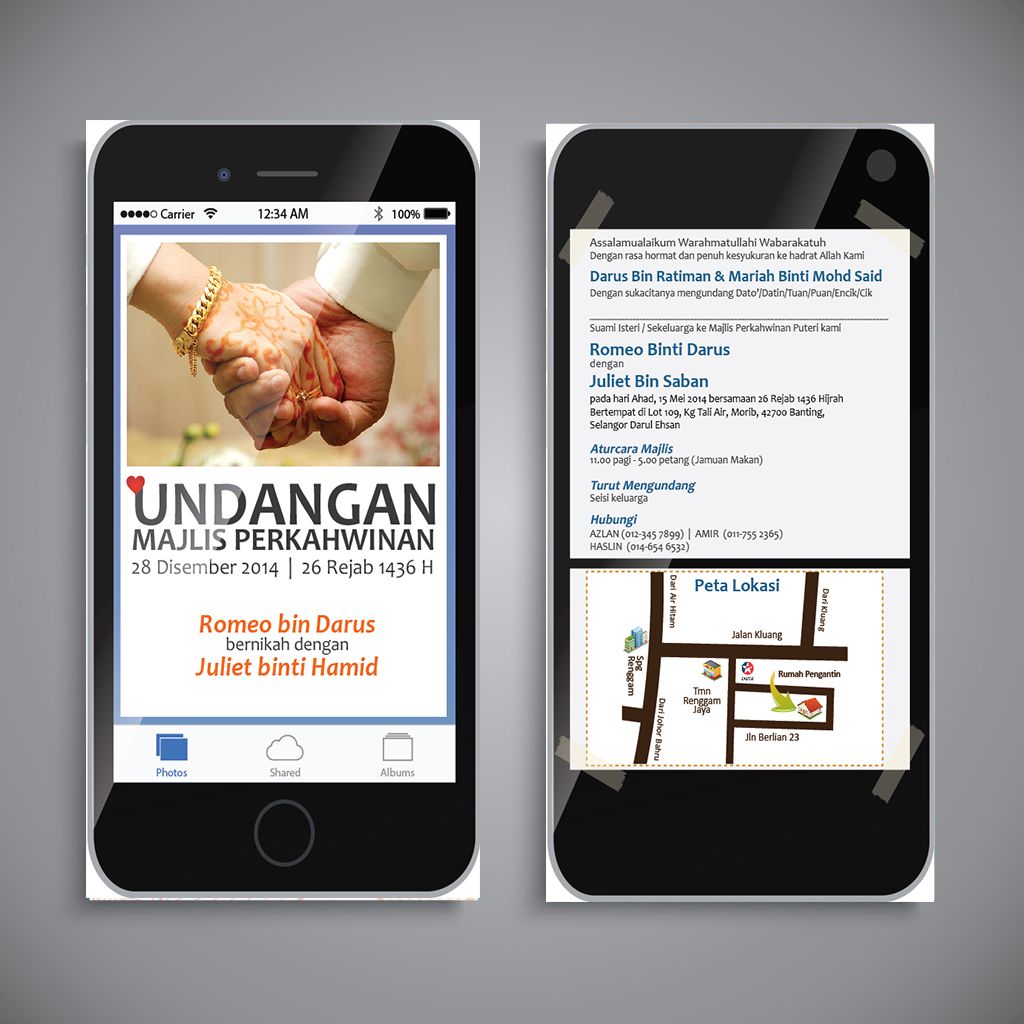 Carrier 12:34 AM 100%
UNDANGAN
MAJLIS PERKAHWINAN
28 Disember 2014 | 26 Rejab 1436 H
Romeo bin Darus
bernikah dengan
Juliet binti Hamid
Photos Shared Albums
Assalamualaikum Warahmatullahi Wabarakatuh
Dengan rasa hormat dan penuh kesyukuran ke hadrat Allah Kami
Darus Bin Ratiman & Mariah Binti Mohd Said
Dengan sukacitanya mengundang Dato'/Datin/Tuan/Puan/Encik/Cik
Suami Isteri / Sekeluarga ke Majlis Perkahwinan Puteri kami
Romeo Binti Darus
dengan
Juliet Bin Saban
pada hari Ahad, 15 Mei 2014 bersamaan 26 Rejab 1436 Hijrah
Bertempat di Lot 109, Kg Tali Air, Morib, 42700 Banting,
Selangor Darul Ehsan
Aturcara Majlis
11.00 pagi - 5.00 petang (Jamuan Makan)
Turut Mengundang
Seisi keluarga
Hubungi
AZLAN (012-345 7899) | AMIR (011-755 2365)
HASLIN (014-654 6532)
Peta Lokasi
Dari Air Hitam
Dari Kluang
Jalan Kluang
Spg
Renggam
Tmn
Renggam
Jaya
Rumah Pengantin
Dari Johor Bahru
Jln Berlian 23